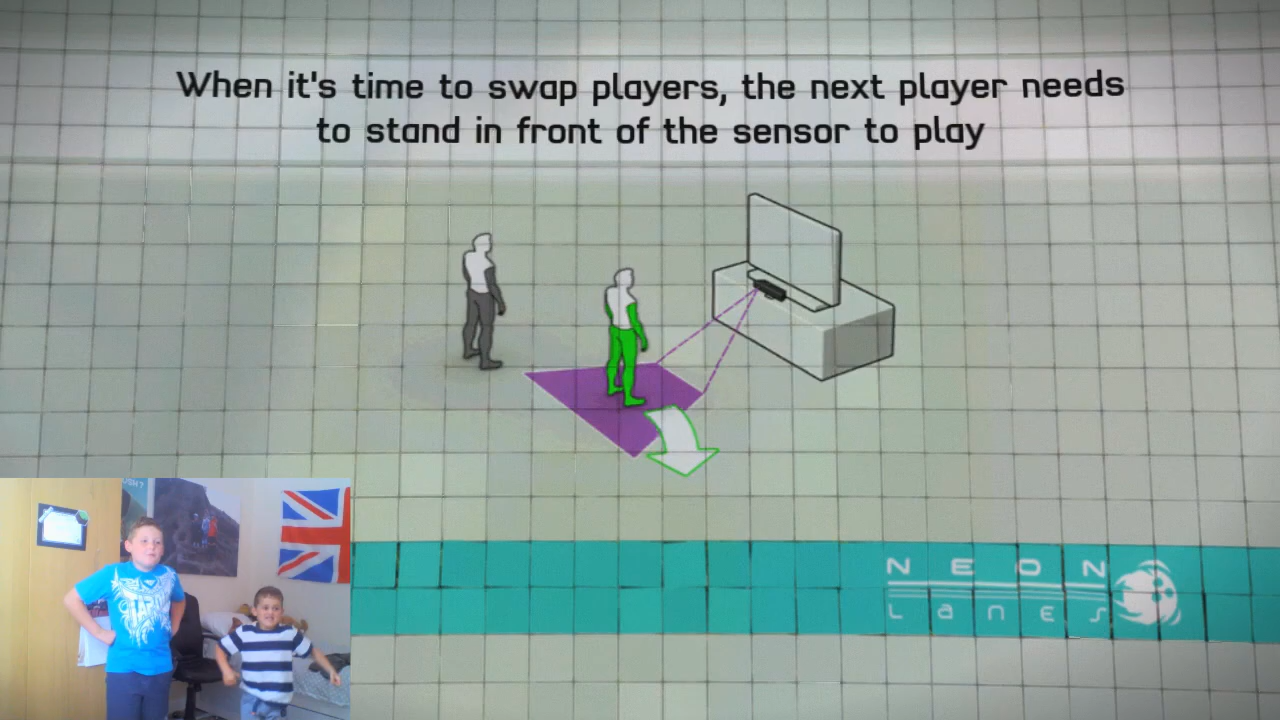 When it's time to swap players, the next player needs
to stand in front of the sensor to play
NEON
LanES